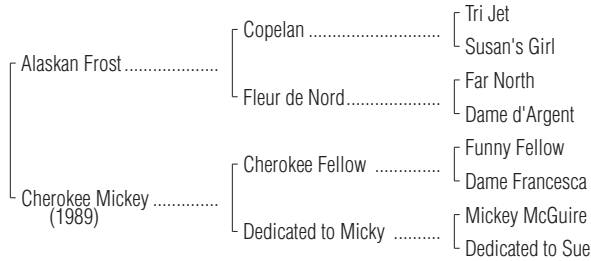 Tri Jet
Copelan ...........................
Susan's Girl
Alaskan Frost ....................
Far North
Fleur de Nord....................
Dame d'Argent
Funny Fellow
Cherokee Fellow ..............
Dame Francesca
Cherokee Mickey ..............
(1989)
Mickey McGuire
Dedicated to Micky ..........
Dedicated to Sue